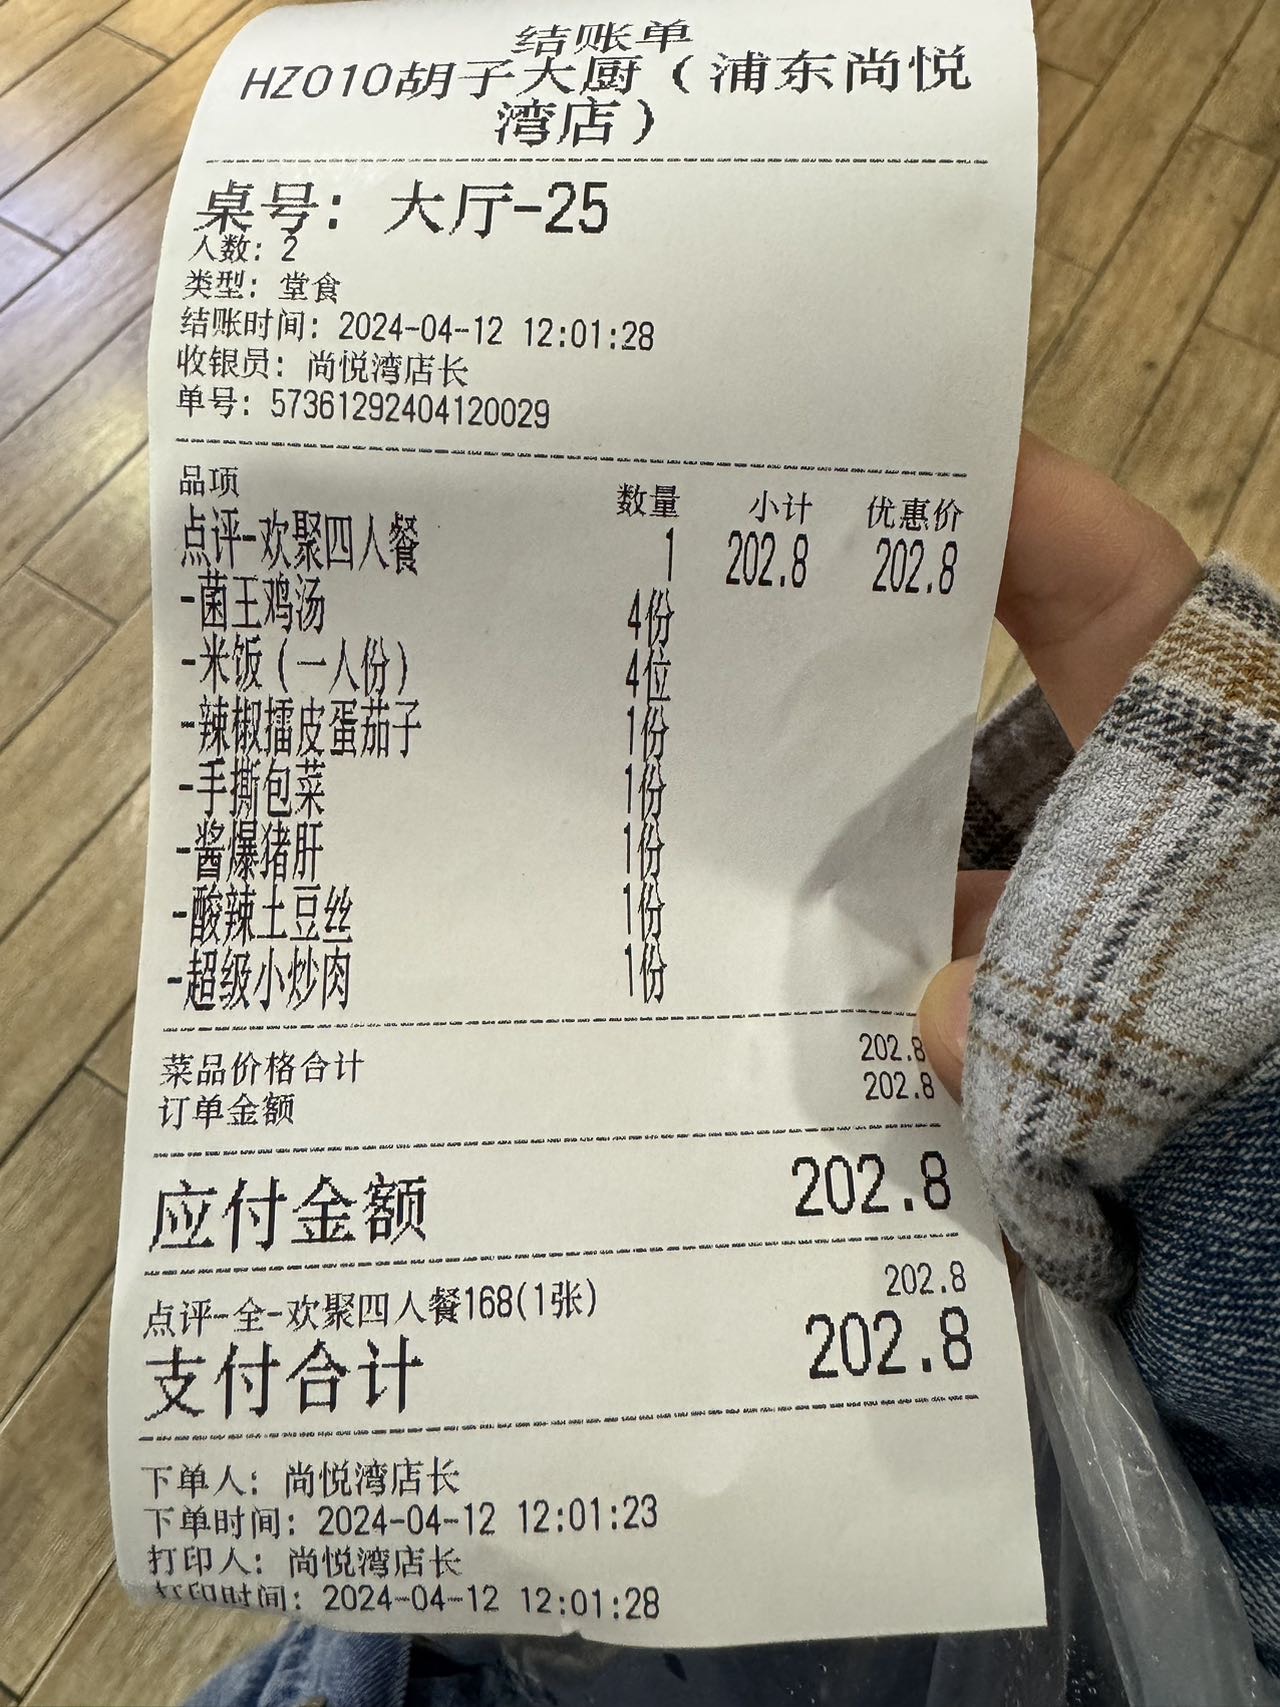 结账单
HZ010胡子大厨（浦东尚悦
湾店）
桌号: 大厅-25
人数: 2
类型: 堂食
结账时间: 2024-04-12 12:01:28
收银员: 尚悦湾店长
单号: 57361292404120029
品项 数量 小计 优惠价
点评-欢聚四人餐 1 202.8 202.8
-菌王鸡汤 4份
-米饭（一人份） 4位
-辣椒擂皮蛋茄子 1份
-手撕包菜 1份
-酱爆猪肝 1份
-酸辣土豆丝 1份
-超级小炒肉 1份
菜品价格合计 202.8
订单金额 202.8
应付金额 202.8
点评-全-欢聚四人餐168(1张) 202.8
支付合计 202.8
下单人: 尚悦湾店长
下单时间: 2024-04-12 12:01:23
打印人: 尚悦湾店长
打印时间: 2024-04-12 12:01:28